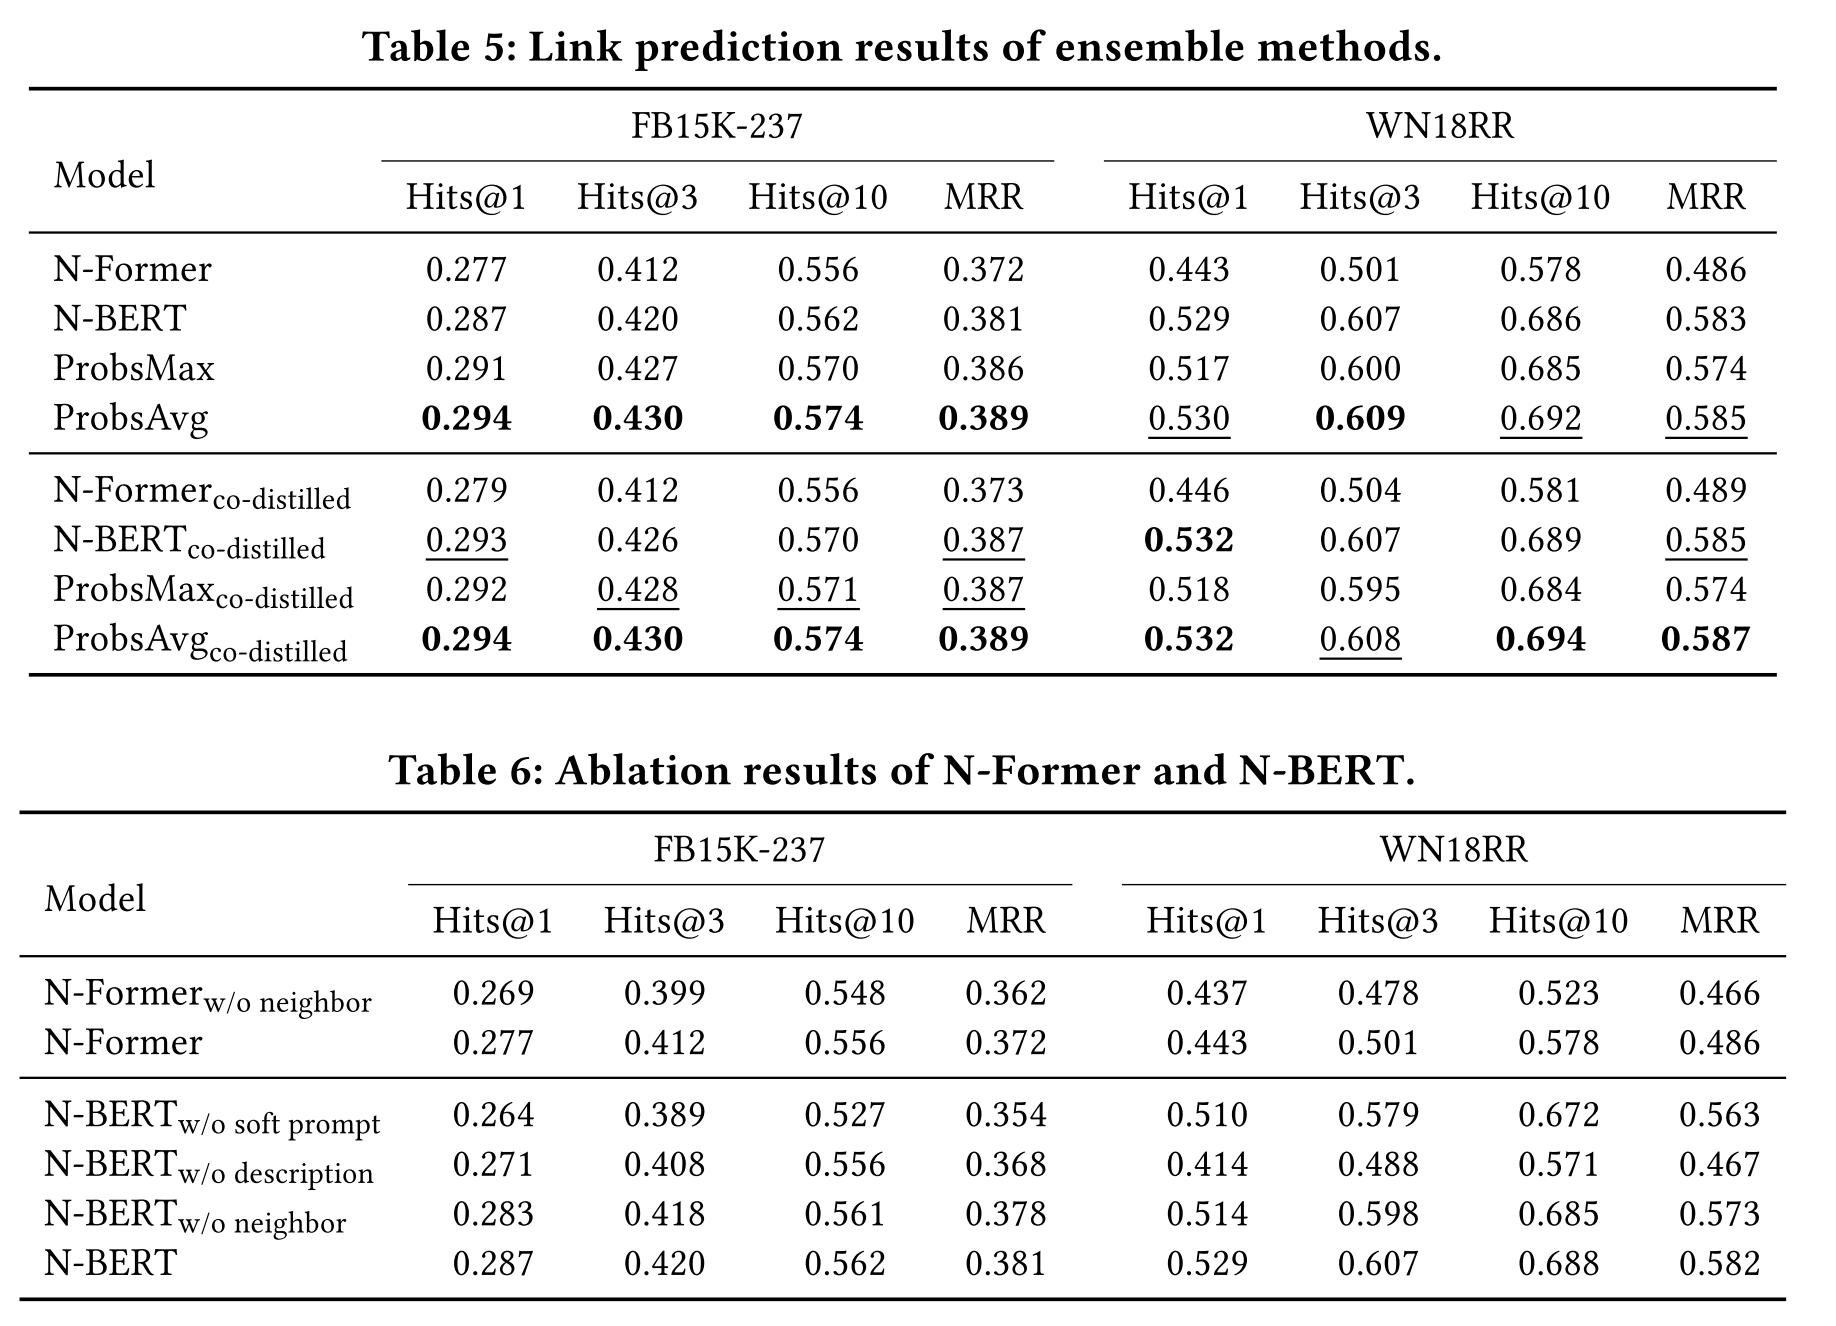 Table 5: Link prediction results of ensemble methods.
FB15K-237 WN18RR
Model
Hits@1 Hits@3 Hits@10 MRR Hits@1 Hits@3 Hits@10 MRR
N-Former 0.277 0.412 0.556 0.372 0.443 0.501 0.578 0.486
N-BERT 0.287 0.420 0.562 0.381 0.529 0.607 0.686 0.583
ProbsMax 0.291 0.427 0.570 0.386 0.517 0.600 0.685 0.574
ProbsAvg 0.294 0.430 0.574 0.389 0.530 0.609 0.692 0.585
N-Former co-distilled 0.279 0.412 0.556 0.373 0.446 0.504 0.581 0.489
N-BERT co-distilled 0.293 0.426 0.570 0.387 0.532 0.607 0.689 0.585
ProbsMax co-distilled 0.292 0.428 0.571 0.387 0.518 0.595 0.684 0.574
ProbsAvg co-distilled 0.294 0.430 0.574 0.389 0.532 0.608 0.694 0.587
Table 6: Ablation results of N-Former and N-BERT.
FB15K-237 WN18RR
Model
Hits@1 Hits@3 Hits@10 MRR Hits@1 Hits@3 Hits@10 MRR
N-Former w/o neighbor 0.269 0.399 0.548 0.362 0.437 0.478 0.523 0.466
N-Former 0.277 0.412 0.556 0.372 0.443 0.501 0.578 0.486
N-BERT w/o soft prompt 0.264 0.389 0.527 0.354 0.510 0.579 0.672 0.563
N-BERT w/o description 0.271 0.408 0.556 0.368 0.414 0.488 0.571 0.467
N-BERT w/o neighbor 0.283 0.418 0.561 0.378 0.514 0.598 0.685 0.573
N-BERT 0.287 0.420 0.562 0.381 0.529 0.607 0.688 0.582